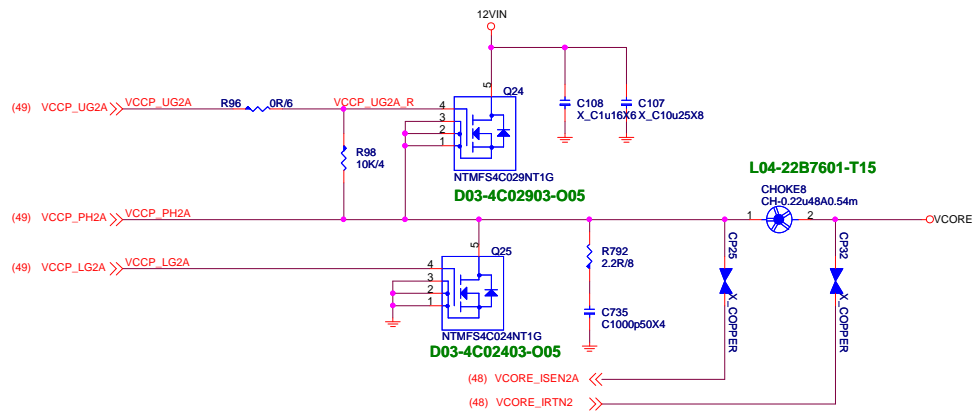 12VIN
5
Q24
(49) VCCP_UG2A
VCCP_UG2A
R96
0R/6
VCCP_UG2A_R
4
3
2
1
C108
X_C1u16X6
C107
X_C10u25X8
R98
10K/4
NTMFS4C029NT1G
D03-4C02903-O05
L04-22B7601-T15
CHOKE8
CH-0.22u48A0.54m
(49) VCCP_PH2A
VCCP_PH2A
1
2
VCORE
5
Q25
(49) VCCP_LG2A
VCCP_LG2A
4
3
2
1
R792
2.2R/8
CP25
X_COPPER
CP32
X_COPPER
C735
C1000p50X4
NTMFS4C024NT1G
D03-4C02403-O05
(48) VCORE_ISEN2A
(48) VCORE_IRTN2